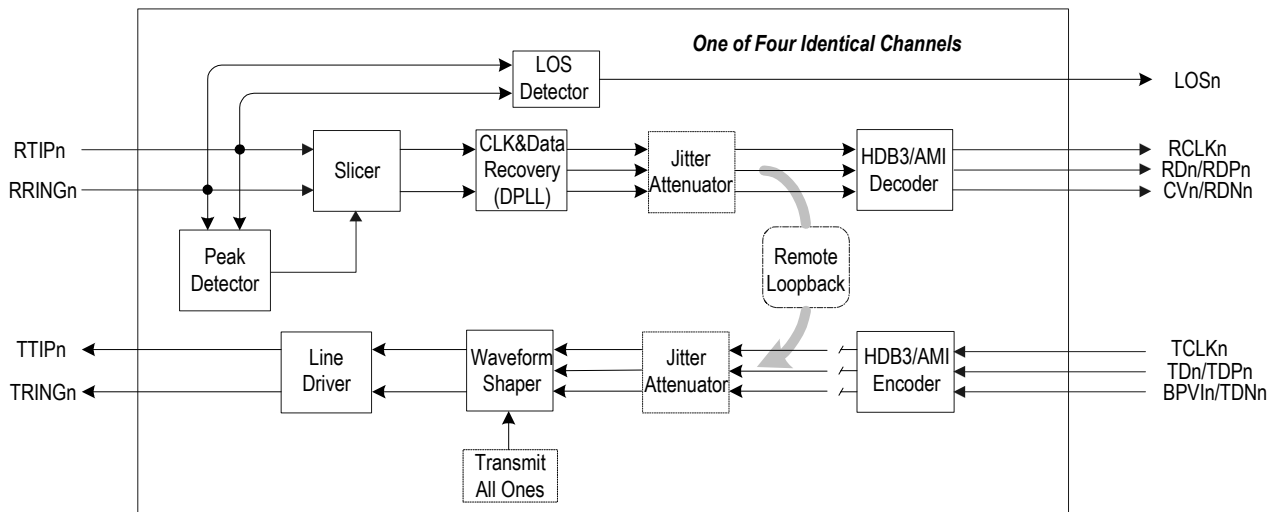 One of Four Identical Channels
LOS
Detector
LOSn
RTIPn
RRINGn
Slicer
CLK&Data
Recovery
(DPLL)
Jitter
Attenuator
HDB3/AMI
Decoder
RCLKn
RDn/RDPn
CVn/RDNn
Peak
Detector
Remote
Loopback
TTIPn
TRINGn
Line
Driver
Waveform
Shaper
Jitter
Attenuator
HDB3/AMI
Encoder
TCLKn
TDn/TDPn
BPVIn/TDNn
Transmit
All Ones